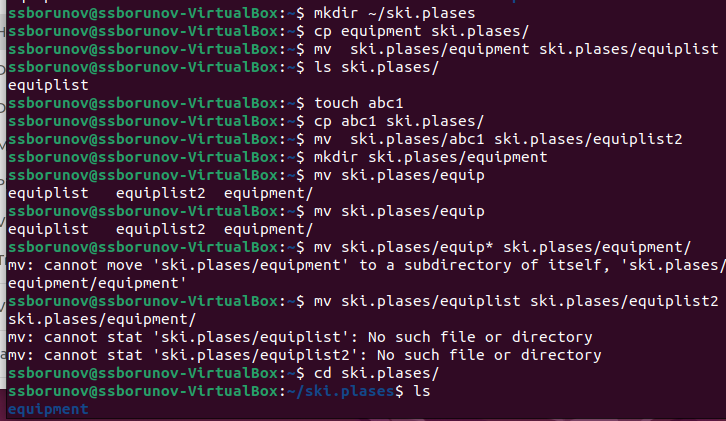 ssborunov@ssborunov-VirtualBox:~$ mkdir ~/ski.plases
ssborunov@ssborunov-VirtualBox:~$ cp equipment ski.plases/
ssborunov@ssborunov-VirtualBox:~$ mv  ski.plases/equipment ski.plases/equiplist
ssborunov@ssborunov-VirtualBox:~$ ls ski.plases/
equiplist
ssborunov@ssborunov-VirtualBox:~$ touch abc1
ssborunov@ssborunov-VirtualBox:~$ cp abc1 ski.plases/
ssborunov@ssborunov-VirtualBox:~$ mv  ski.plases/abc1 ski.plases/equiplist2
ssborunov@ssborunov-VirtualBox:~$ mkdir ski.plases/equipment
ssborunov@ssborunov-VirtualBox:~$ mv ski.plases/equip
equiplist   equiplist2  equipment/
ssborunov@ssborunov-VirtualBox:~$ mv ski.plases/equip
equiplist   equiplist2  equipment/
ssborunov@ssborunov-VirtualBox:~$ mv ski.plases/equip* ski.plases/equipment/
mv: cannot move 'ski.plases/equipment' to a subdirectory of itself, 'ski.plases/
equipment/equipment'
ssborunov@ssborunov-VirtualBox:~$ mv ski.plases/equiplist ski.plases/equiplist2
ski.plases/equipment/
mv: cannot stat 'ski.plases/equiplist': No such file or directory
mv: cannot stat 'ski.plases/equiplist2': No such file or directory
ssborunov@ssborunov-VirtualBox:~$ cd ski.plases/
ssborunov@ssborunov-VirtualBox:~/ski.plases$ ls
equipment